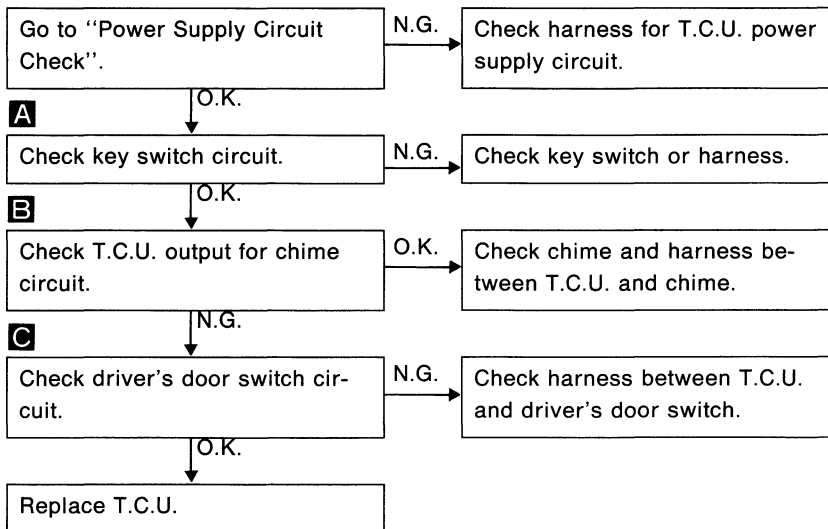 Go to ‘‘Power Supply Circuit
Check’’.
N.G.
Check harness for T.C.U. power
supply circuit.
O.K.
A
Check key switch circuit.
N.G.
Check key switch or harness.
O.K.
B
Check T.C.U. output for chime
circuit.
O.K.
Check chime and harness be-
tween T.C.U. and chime.
N.G.
C
Check driver’s door switch cir-
cuit.
N.G.
Check harness between T.C.U.
and driver’s door switch.
O.K.
Replace T.C.U.